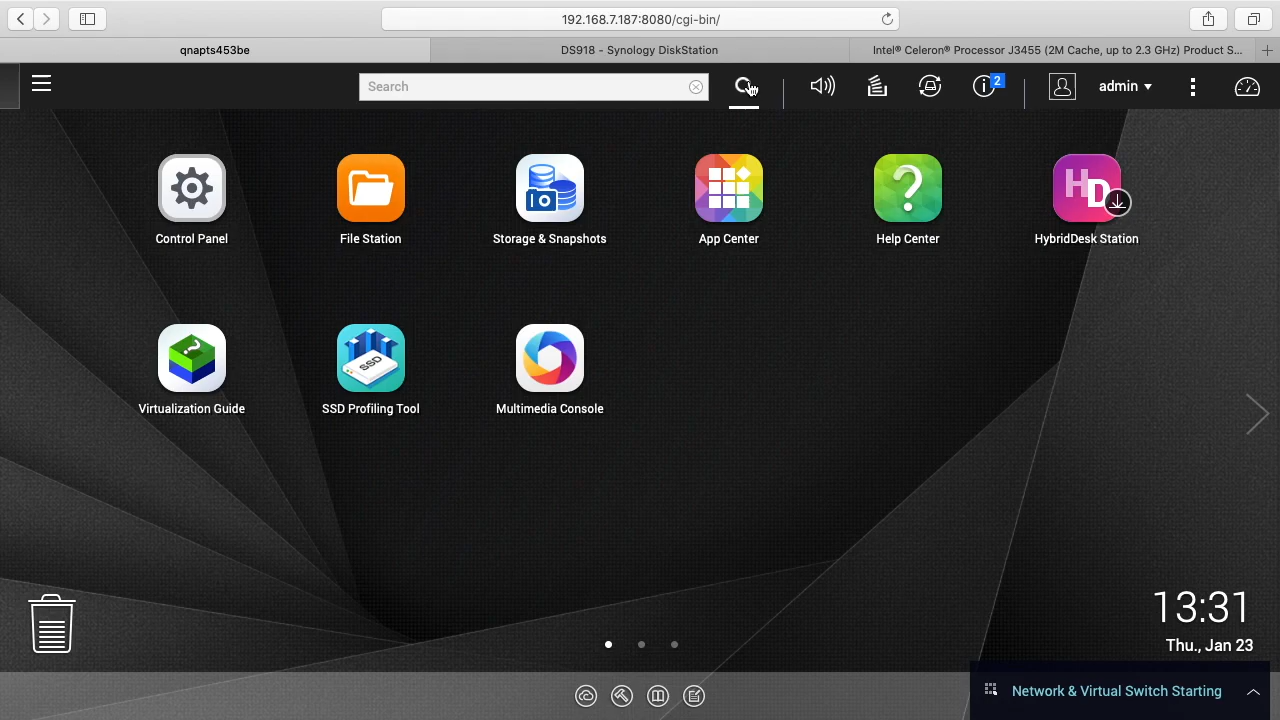 192.168.7.187:8080/cgi-bin/
qnapts453be
DS918 - Synology DiskStation
Intel® Celeron® Processor J3455 (2M Cache, up to 2.3 GHz) Product S...
Search
2
admin
Control Panel
File Station
Storage & Snapshots
App Center
Help Center
HD
HybridDesk Station
?
SSD
Virtualization Guide
SSD Profiling Tool
Multimedia Console
13:31
Thu., Jan 23
Network & Virtual Switch Starting